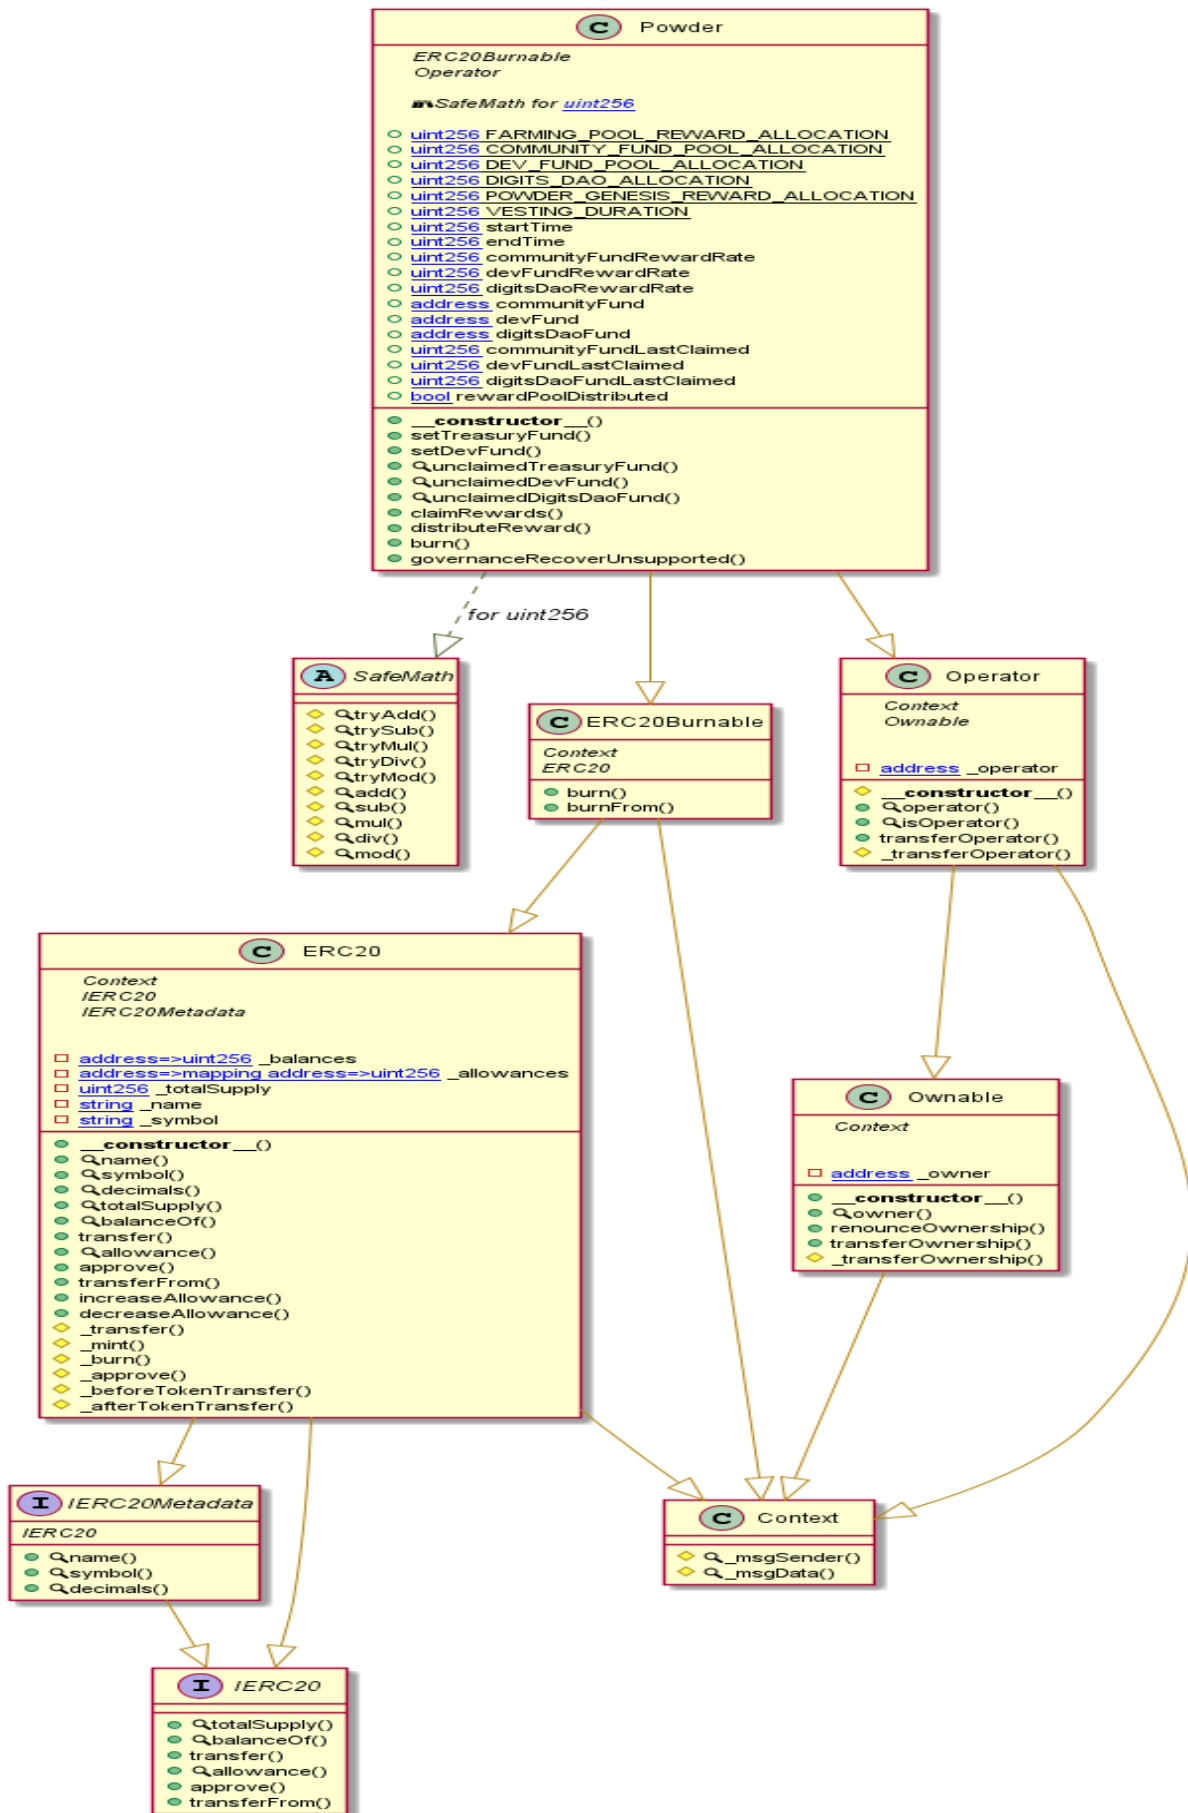 C Powder
ERC20Burnable
Operator
SafeMath for uint256
uint256 FARMING_POOL_REWARD_ALLOCATION
uint256 COMMUNITY_FUND_POOL_ALLOCATION
uint256 DEV_FUND_POOL_ALLOCATION
uint256 DIGITS_DAO_ALLOCATION
uint256 POWDER_GENESIS_REWARD_ALLOCATION
uint256 VESTING_DURATION
uint256 startTime
uint256 endTime
uint256 communityFundRewardRate
uint256 devFundRewardRate
uint256 digitsDaoRewardRate
address communityFund
address devFund
address digitsDaoFund
uint256 communityFundLastClaimed
uint256 devFundLastClaimed
uint256 digitsDaoFundLastClaimed
bool rewardPoolDistributed
__constructor__()
setTreasuryFund()
setDevFund()
unclaimedTreasuryFund()
unclaimedDevFund()
unclaimedDigitsDaoFund()
claimRewards()
distributeReward()
burn()
governanceRecoverUnsupported()
for uint256
A SafeMath
tryAdd()
trySub()
tryMul()
tryDiv()
tryMod()
add()
sub()
mul()
div()
mod()
C ERC20Burnable
Context
ERC20
burn()
burnFrom()
C Operator
Context
Ownable
address _operator
__constructor__()
operator()
isOperator()
transferOperator()
_transferOperator()
C ERC20
Context
IERC20
IERC20Metadata
address=>uint256 _balances
address=>mapping address=>uint256 _allowances
uint256 _totalSupply
string _name
string _symbol
__constructor__()
name()
symbol()
decimals()
totalSupply()
balanceOf()
transfer()
allowance()
approve()
transferFrom()
increaseAllowance()
decreaseAllowance()
_transfer()
_mint()
_burn()
_approve()
_beforeTokenTransfer()
_afterTokenTransfer()
C Ownable
Context
address _owner
__constructor__()
owner()
renounceOwnership()
transferOwnership()
_transferOwnership()
I IERC20Metadata
IERC20
name()
symbol()
decimals()
C Context
_msgSender()
_msgData()
I IERC20
totalSupply()
balanceOf()
transfer()
allowance()
approve()
transferFrom()